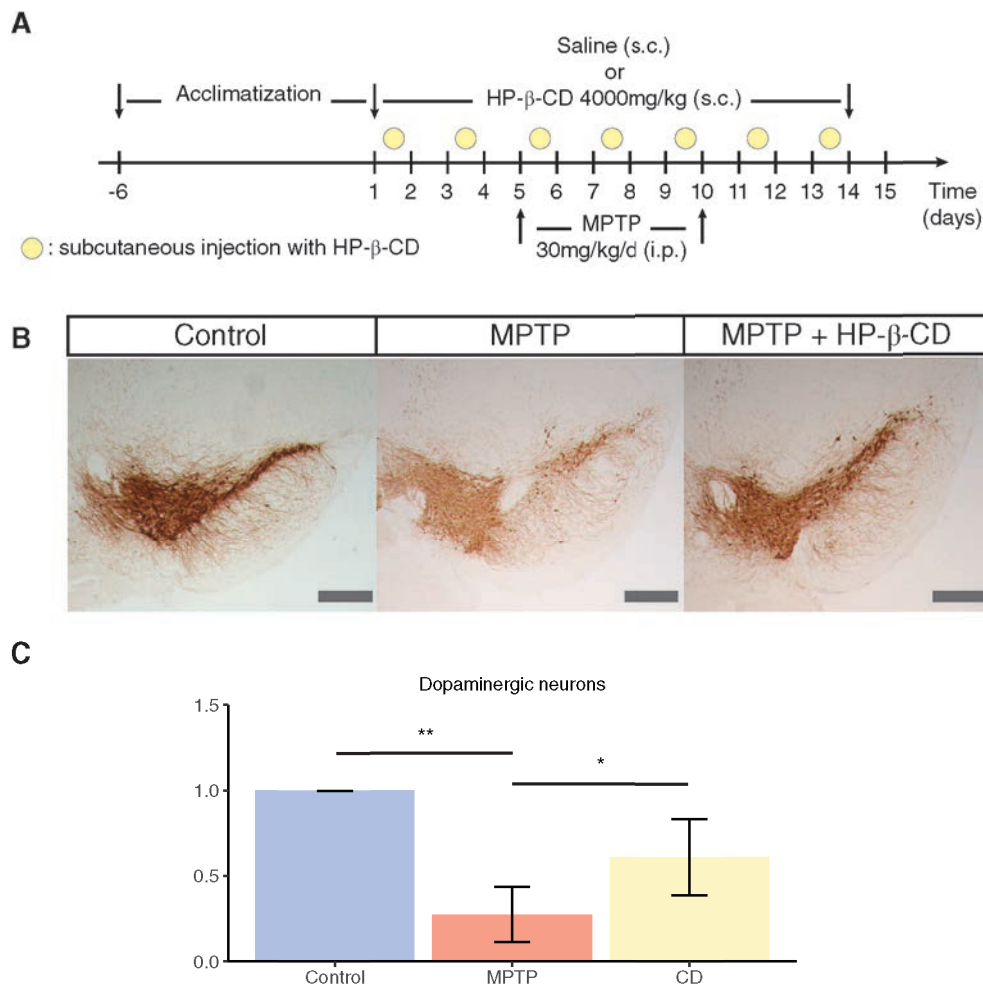 A
Saline (s.c.)
or
Acclimatization
HP-β-CD 4000mg/kg (s.c.)
-6 1 2 3 4 5 6 7 8 9 10 11 12 13 14 15 Time
(days)
MPTP
30mg/kg/d (i.p.)
: subcutaneous injection with HP-β-CD
B
Control MPTP MPTP + HP-β-CD
C
Dopaminergic neurons
1.5
**
*
1.0
0.5
0.0
Control MPTP CD